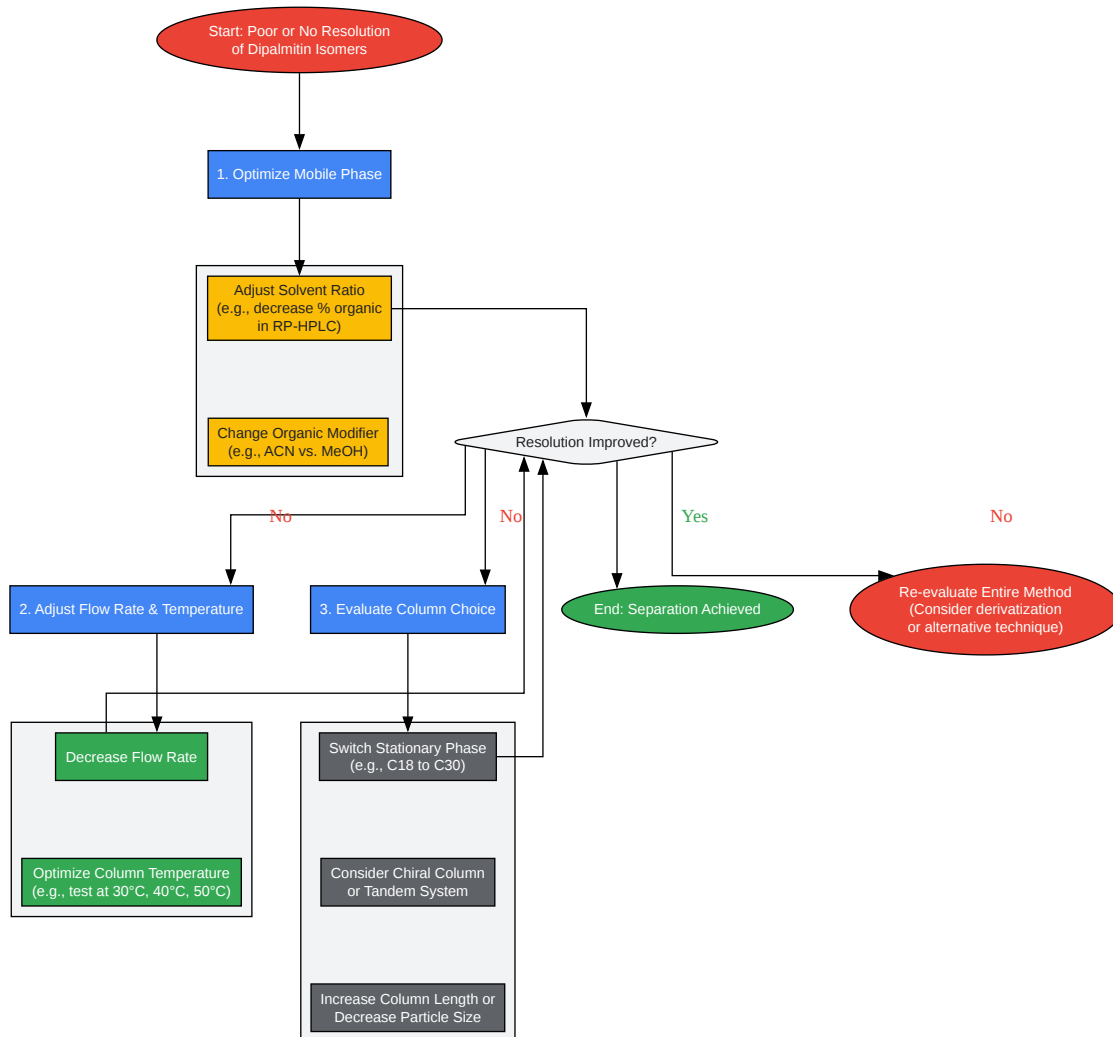 Start: Poor or No Resolution
of Dipalmitin Isomers
1. Optimize Mobile Phase
Adjust Solvent Ratio
(e.g., decrease % organic
in RP-HPLC)
Change Organic Modifier
(e.g., ACN vs. MeOH)
Resolution Improved?
No
No
Yes
No
2. Adjust Flow Rate & Temperature
3. Evaluate Column Choice
End: Separation Achieved
Re-evaluate Entire Method
(Consider derivatization
or alternative technique)
Decrease Flow Rate
Switch Stationary Phase
(e.g., C18 to C30)
Optimize Column Temperature
(e.g., test at 30°C, 40°C, 50°C)
Consider Chiral Column
or Tandem System
Increase Column Length or
Decrease Particle Size